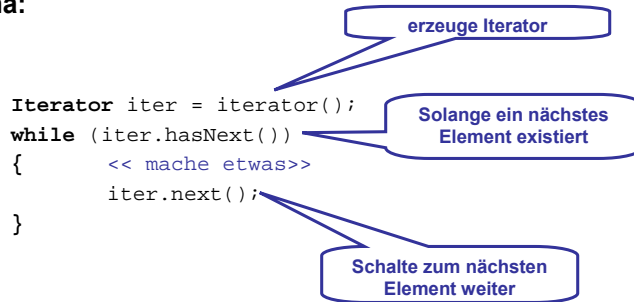 erzeuge Iterator
Iterator iter = iterator();
Solange ein nächstes
Element existiert
while (iter.hasNext())
{ << mache etwas>>
iter.next();
}
Schalte zum nächsten
Element weiter